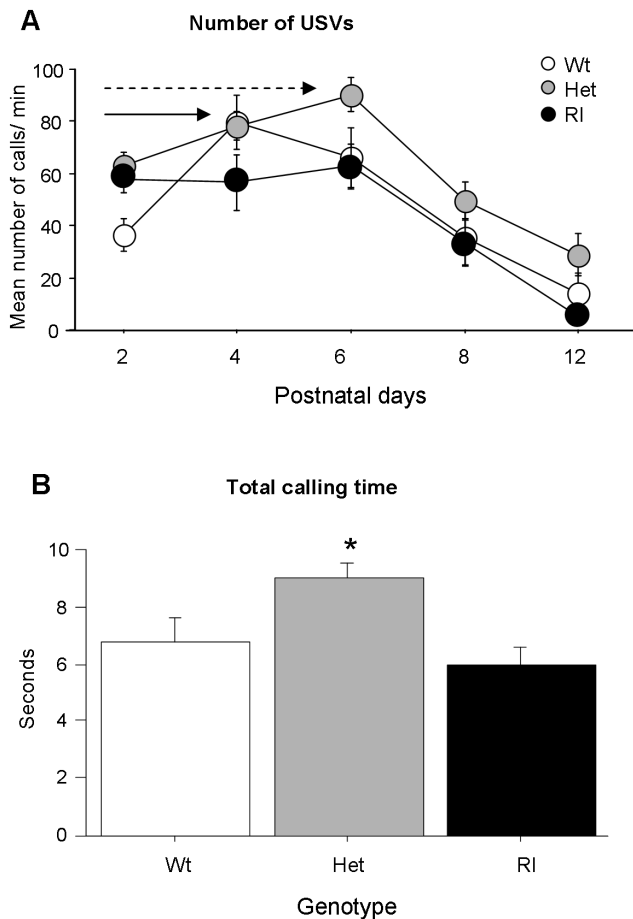 A
Number of USVs
Wt
Het
RI
Mean number of calls/ min
100
80
60
40
20
0
2 4 6 8 12
Postnatal days
B
Total calling time
*
Seconds
10
8
6
4
2
0
Wt Het RI
Genotype